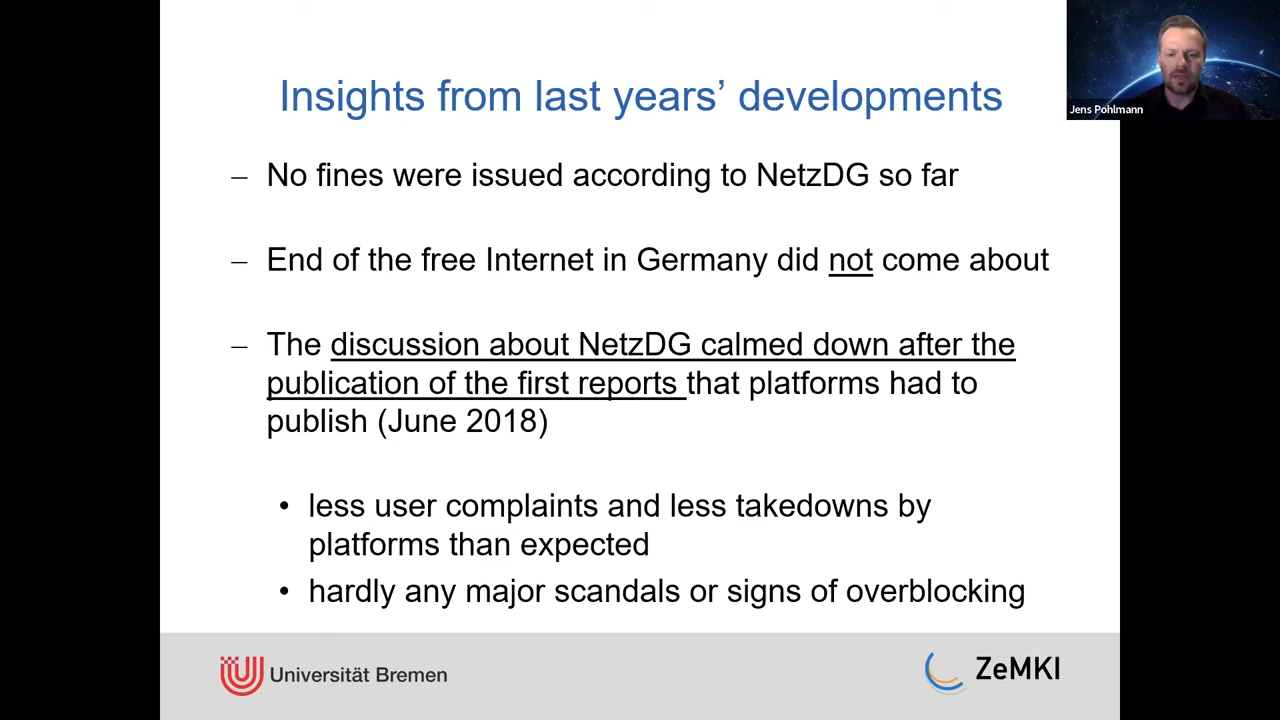 Insights from last years’ developments
Jens Pohlmann
– No fines were issued according to NetzDG so far
– End of the free Internet in Germany did not come about
– The discussion about NetzDG calmed down after the
publication of the first reports that platforms had to
publish (June 2018)
• less user complaints and less takedowns by
platforms than expected
• hardly any major scandals or signs of overblocking
Universität Bremen
ZeMKI